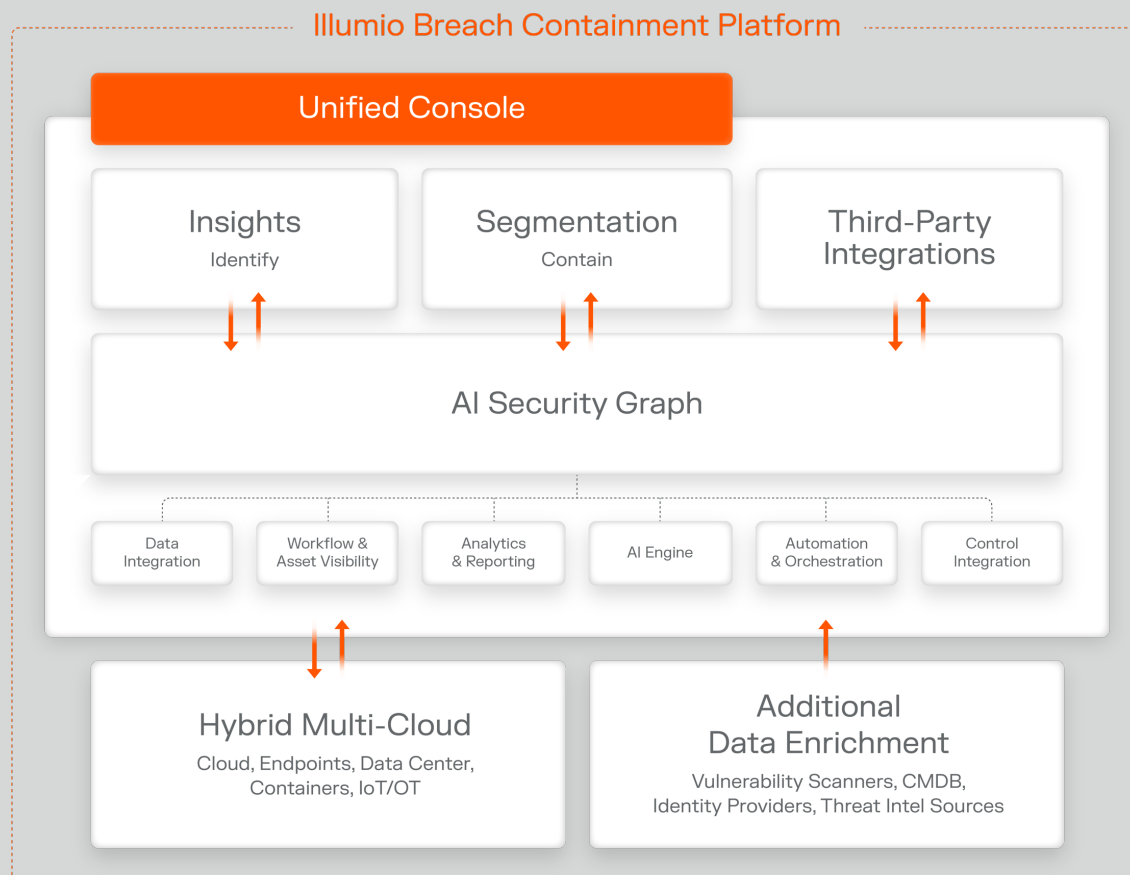 Illumio Breach Containment Platform
Unified Console
Insights
Identify
Segmentation
Contain
Third-Party
Integrations
AI Security Graph
Data
Integration
Workflow &
Asset Visibility
Analytics
& Reporting
AI Engine
Automation
& Orchestration
Control
Integration
Hybrid Multi-Cloud
Cloud, Endpoints, Data Center,
Containers, IoT/OT
Additional
Data Enrichment
Vulnerability Scanners, CMDB,
Identity Providers, Threat Intel Sources